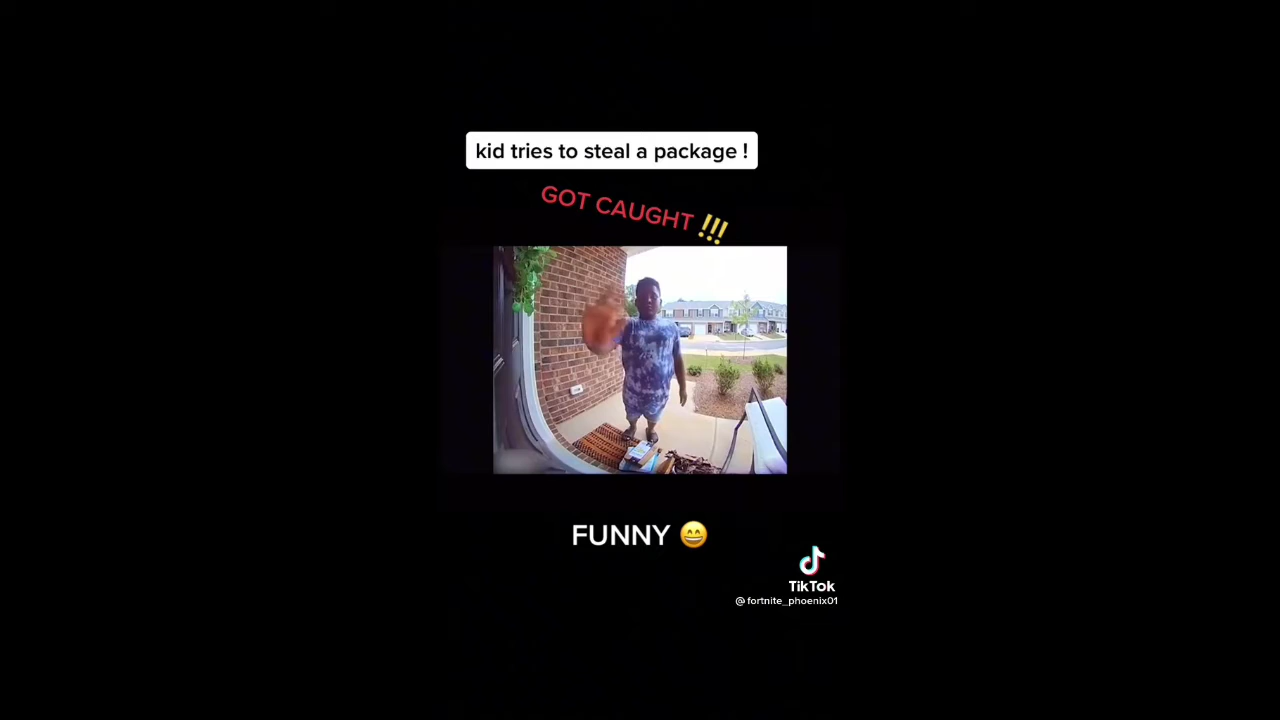 kid tries to steal a package !
GOT CAUGHT !!!
FUNNY 😄
TikTok
@fortnite_phoenix01